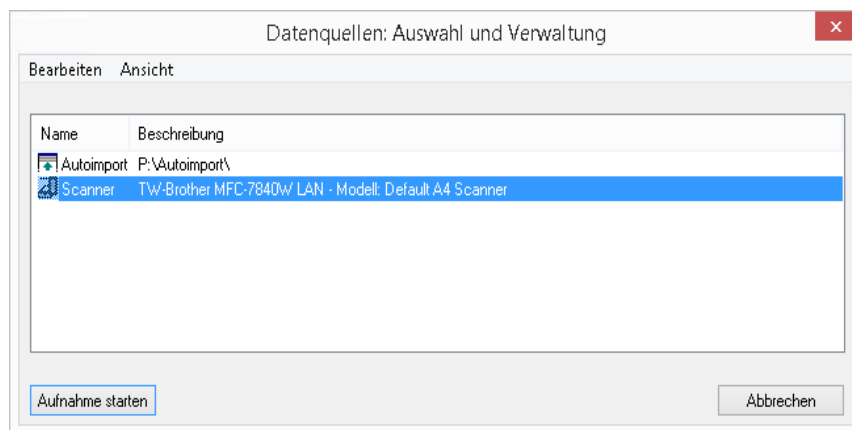 Datenquellen: Auswahl und Verwaltung
Bearbeiten Ansicht
Name Beschreibung
Autoimport P:\Autoimport\
Scanner TW-Brother MFC-7840W LAN - Modell: Default A4 Scanner
Aufnahme starten Abbrechen